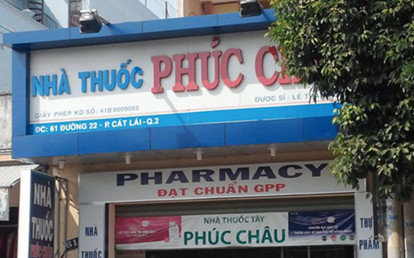 NHÀ THUỐC PHÚC
GIẤY PHÉP KD SỐ: 41B8009065
DƯỢC SĨ: LÊ
ĐC: 61 ĐƯỜNG 22 - P. CÁT LÁI - Q.2
PHARMACY
ĐẠT CHUẨN GPP
NHÀ THUỐC TÂY
PHÚC CHÂU
NHÀ
THUỐC
THỰC
PHẨM